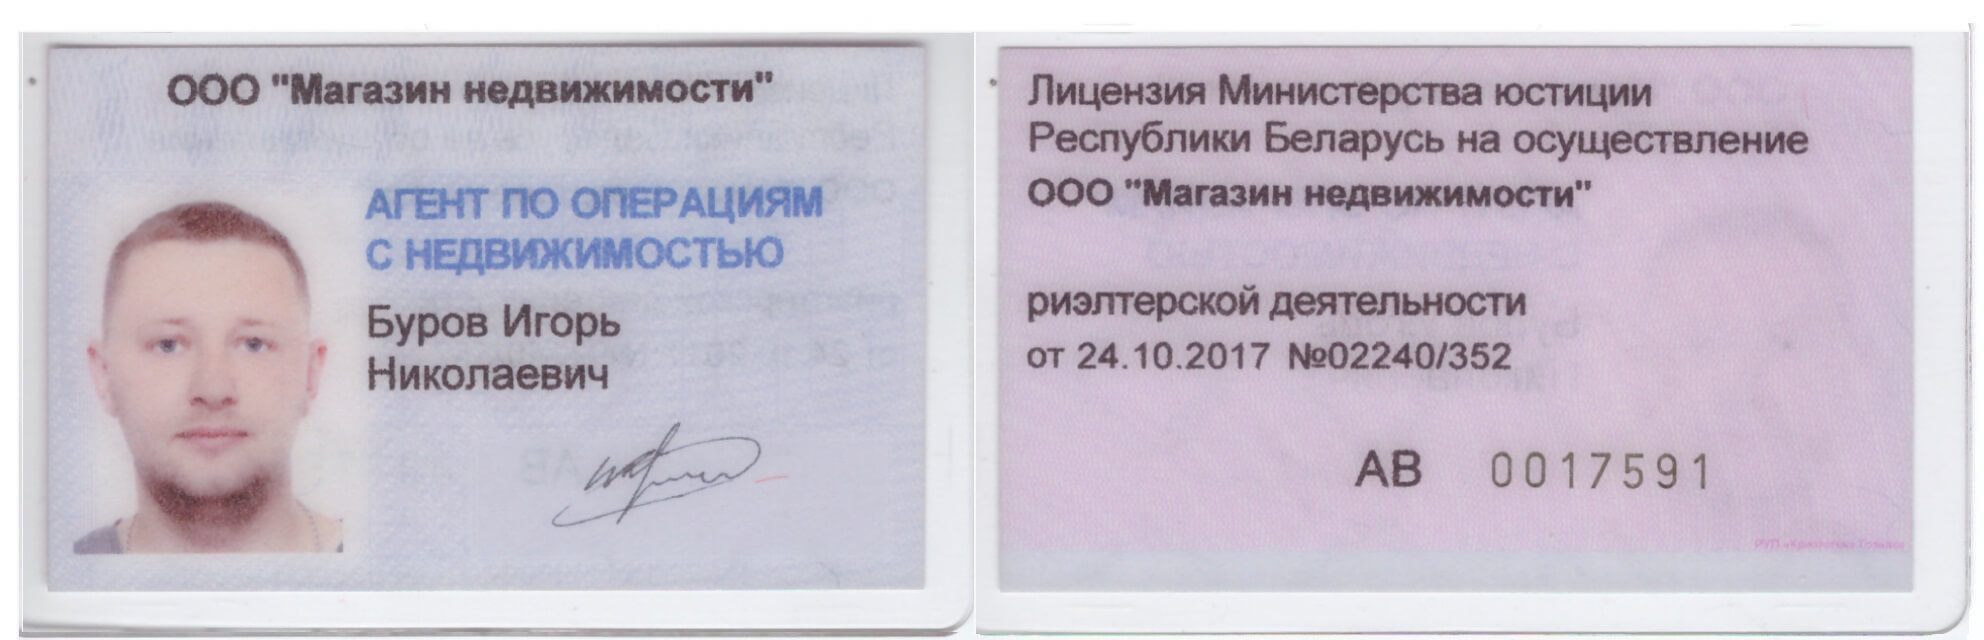 ООО "Магазин недвижимости"
АГЕНТ ПО ОПЕРАЦИЯМ
С НЕДВИЖИМОСТЬЮ
Буров Игорь
Николаевич
Лицензия Министерства юстиции
Республики Беларусь на осуществление
ООО "Магазин недвижимости"
риэлтерской деятельности
от 24.10.2017 №02240/352
АВ 0017591